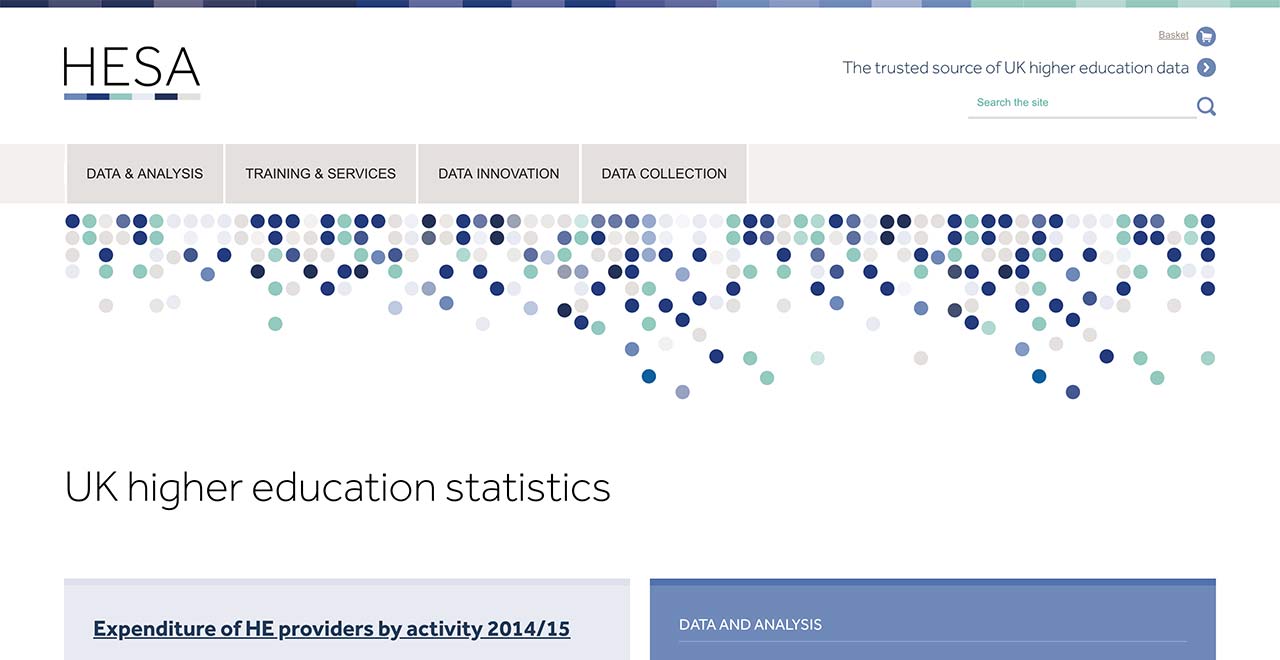 Basket
HESA
The trusted source of UK higher education data
Search the site
DATA & ANALYSIS
TRAINING & SERVICES
DATA INNOVATION
DATA COLLECTION
UK higher education statistics
Expenditure of HE providers by activity 2014/15
DATA AND ANALYSIS